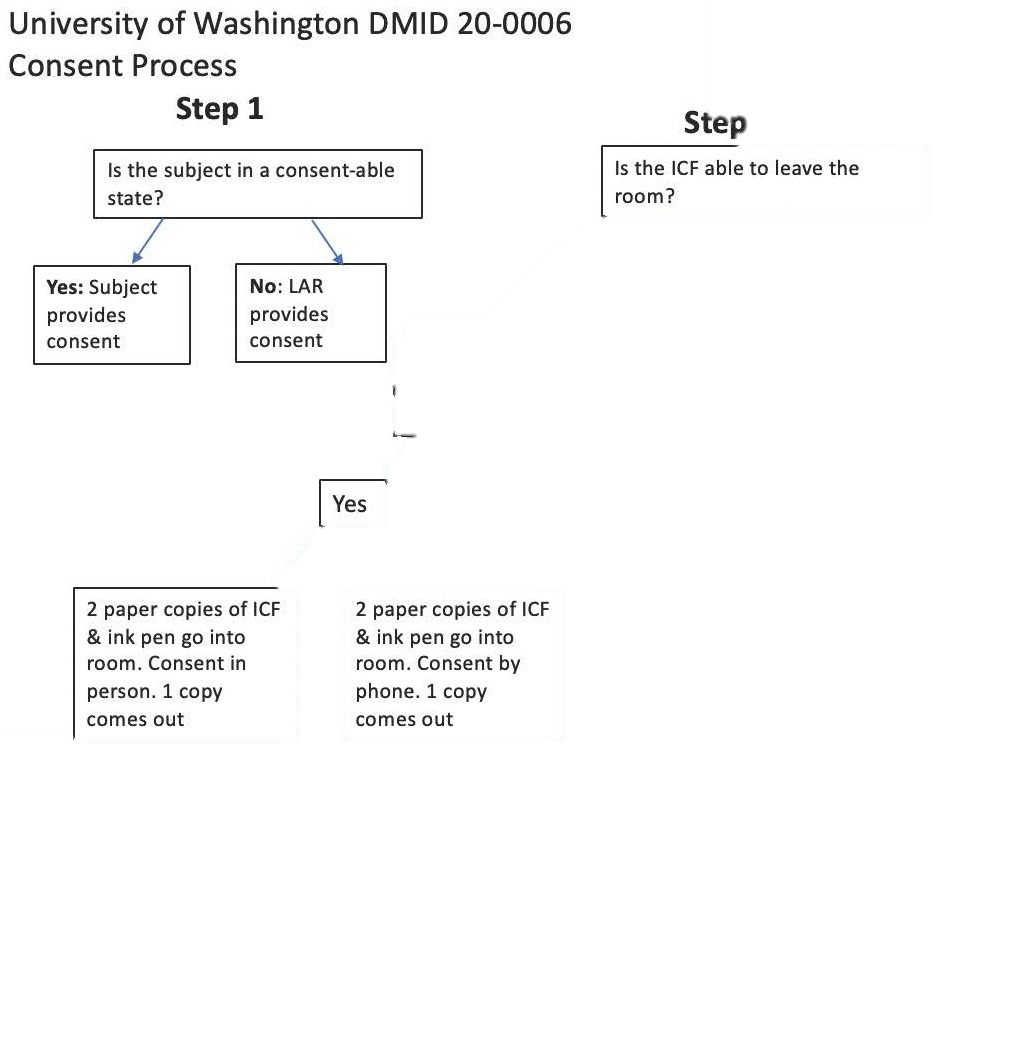 University of Washington DMID 20-0006
Consent Process
Step 1
Is the subject in a consent-able
state?
Yes: Subject
provides
consent
No: LAR
provides
consent
Step
Is the ICF able to leave the
room?
Yes
2 paper copies of ICF
& ink pen go into
room. Consent in
person. 1 copy
comes out
2 paper copies of ICF
& ink pen go into
room. Consent by
phone. 1 copy
comes out